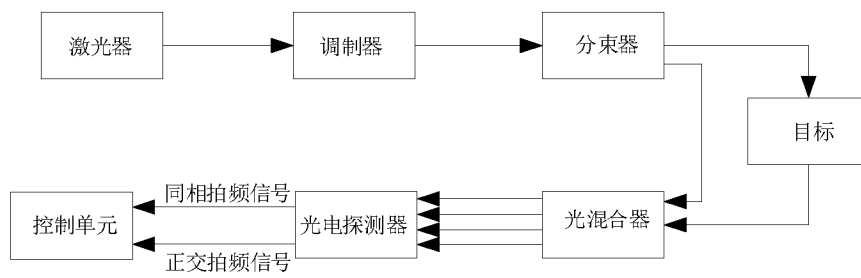 激光器
调制器
分束器
目标
同相拍频信号
控制单元
光电探测器
光混合器
正交拍频信号